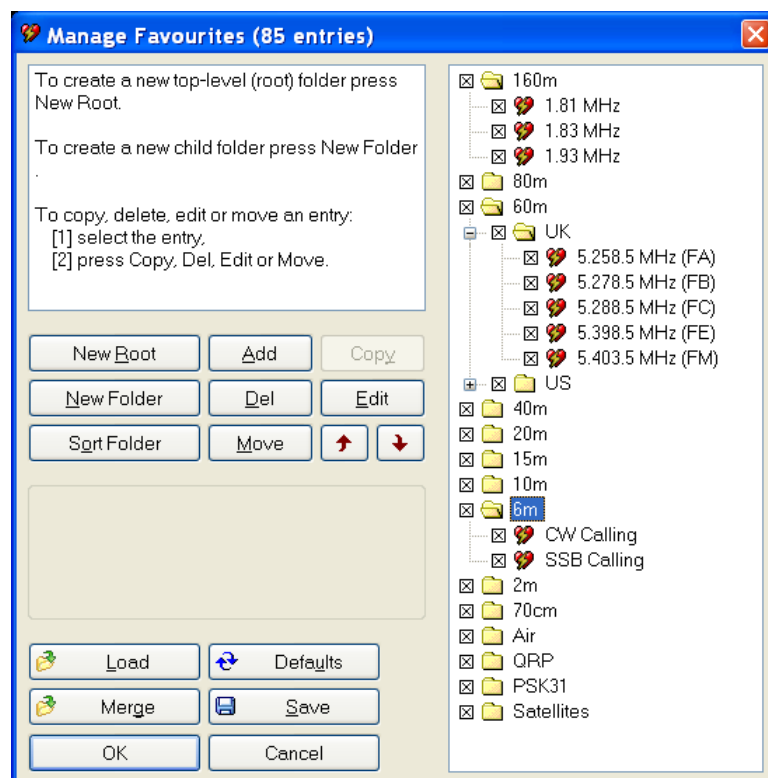 Manage Favourites (85 entries)
To create a new top-level (root) folder press
New Root.
To create a new child folder press New Folder
.
To copy, delete, edit or move an entry:
[1] select the entry,
[2] press Copy, Del, Edit or Move.
New Root
Add
Copy
New Folder
Del
Edit
Sort Folder
Move
Load
Defaults
Merge
Save
OK
Cancel
160m
1.81 MHz
1.83 MHz
1.93 MHz
80m
60m
UK
5.258.5 MHz (FA)
5.278.5 MHz (FB)
5.288.5 MHz (FC)
5.398.5 MHz (FE)
5.403.5 MHz (FM)
US
40m
20m
15m
10m
6m
CW Calling
SSB Calling
2m
70cm
Air
QRP
PSK31
Satellites